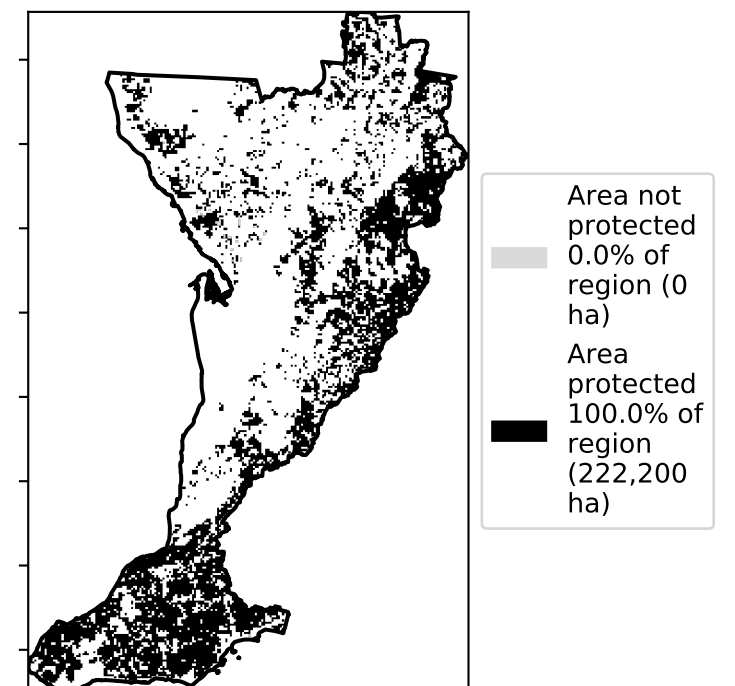 Area not
protected
0.0% of
region (0
ha)
Area
protected
100.0% of
region
(222,200
ha)